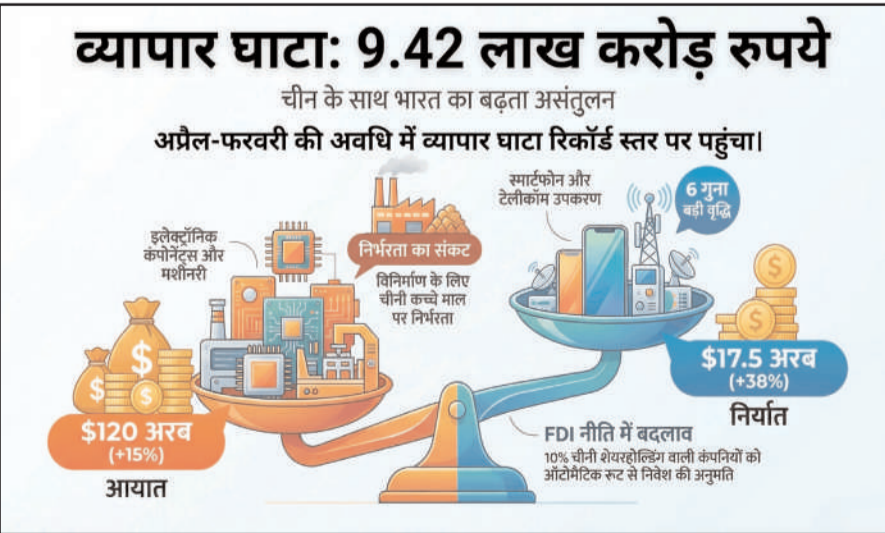 व्यापार घाटा: 9.42 लाख करोड़ रुपये
चीन के साथ भारत का बढ़ता असंतुलन
अप्रैल-फरवरी की अवधि में व्यापार घाटा रिकॉर्ड स्तर पर पहुंचा।
इलेक्ट्रॉनिक
कंपोनेंट्स और
मशीनरी
निर्भरता का संकट
विनिर्माण के लिए
चीनी कच्चे माल
पर निर्भरता
स्मार्टफोन और
टेलीकॉम उपकरण
6 गुना
बड़ी वृद्धि
$120 अरब
(+15%)
आयात
$17.5 अरब
(+38%)
निर्यात
FDI नीति में बदलाव
10% चीनी शेयरहोल्डिंग वाली कंपनियों को
ऑटोमैटिक रूट से निवेश की अनुमति